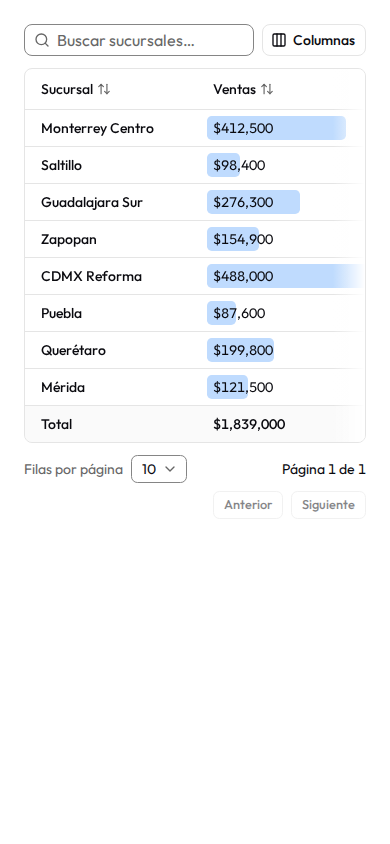 Buscar sucursales... Columnas
Sucursal Ventas
Monterrey Centro $412,500
Saltillo $98,400
Guadalajara Sur $276,300
Zapopan $154,900
CDMX Reforma $488,000
Puebla $87,600
Querétaro $199,800
Mérida $121,500
Total $1,839,000
Filas por página 10 Página 1 de 1
Anterior Siguiente